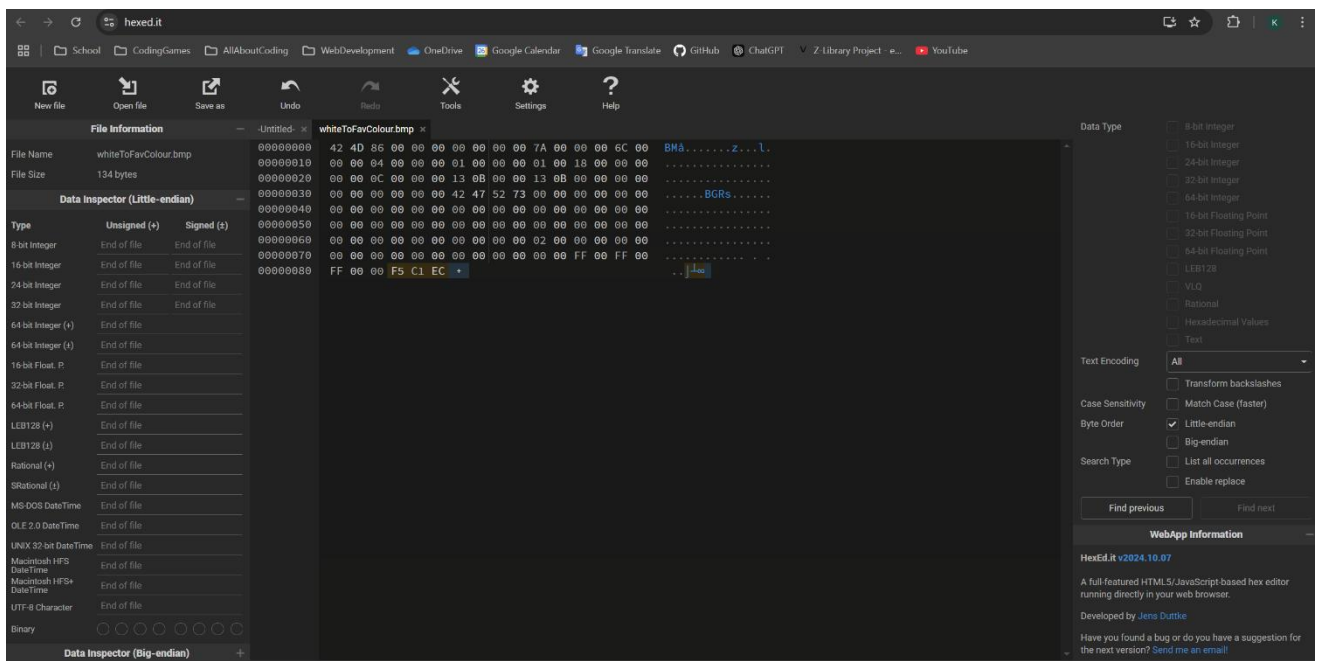 hexed.it
K
School CodingGames AllAboutCoding WebDevelopment OneDrive Google Calendar Google Translate GitHub ChatGPT Z-Library Project - e... YouTube
New file Open file Save as Undo Redo Tools Settings Help
File Information
File Name whiteToFavColour.bmp
File Size 134 bytes
Data Inspector (Little-endian)
Type Unsigned (+) Signed (±)
8-bit Integer End of file End of file
16-bit Integer End of file End of file
24-bit Integer End of file End of file
32-bit Integer End of file End of file
64-bit Integer (+) End of file
64-bit Integer (±) End of file
16-bit Float. P. End of file
32-bit Float. P. End of file
64-bit Float. P. End of file
LEB128 (+) End of file
LEB128 (±) End of file
Rational (+) End of file
SRational (±) End of file
MS-DOS DateTime End of file
OLE 2.0 DateTime End of file
UNIX 32-bit DateTime End of file
Macintosh HFS DateTime End of file
Macintosh HFS+ DateTime End of file
UTF-8 Character End of file
Binary
Data Inspector (Big-endian)
-Untitled- × whiteToFavColour.bmp ×
00000000 42 4D 86 00 00 00 00 00 00 00 7A 00 00 00 6C 00 BMå.......z...l.
00000010 00 00 04 00 00 00 01 00 00 00 01 00 18 00 00 00 ................
00000020 00 00 0C 00 00 00 13 0B 00 00 13 0B 00 00 00 00 ................
00000030 00 00 00 00 00 00 42 47 52 73 00 00 00 00 00 00 ......BGRs......
00000040 00 00 00 00 00 00 00 00 00 00 00 00 00 00 00 00 ................
00000050 00 00 00 00 00 00 00 00 00 00 00 00 00 00 00 00 ................
00000060 00 00 00 00 00 00 00 00 00 00 02 00 00 00 00 00 ................
00000070 00 00 00 00 00 00 00 00 00 00 00 00 FF 00 FF 00 ............ . .
00000080 FF 00 00 F5 C1 EC ..⌡┴∞
Data Type 8-bit Integer
16-bit Integer
24-bit Integer
32-bit Integer
64-bit Integer
16-bit Floating Point
32-bit Floating Point
64-bit Floating Point
LEB128
VLQ
Rational
Hexadecimal Values
Text
Text Encoding All
Transform backslashes
Case Sensitivity Match Case (faster)
Byte Order Little-endian
Big-endian
Search Type List all occurrences
Enable replace
Find previous Find next
WebApp Information
HexEd.it v2024.10.07
A full-featured HTML5/JavaScript-based hex editor
running directly in your web browser.
Developed by Jens Duttke
Have you found a bug or do you have a suggestion for
the next version? Send me an email!